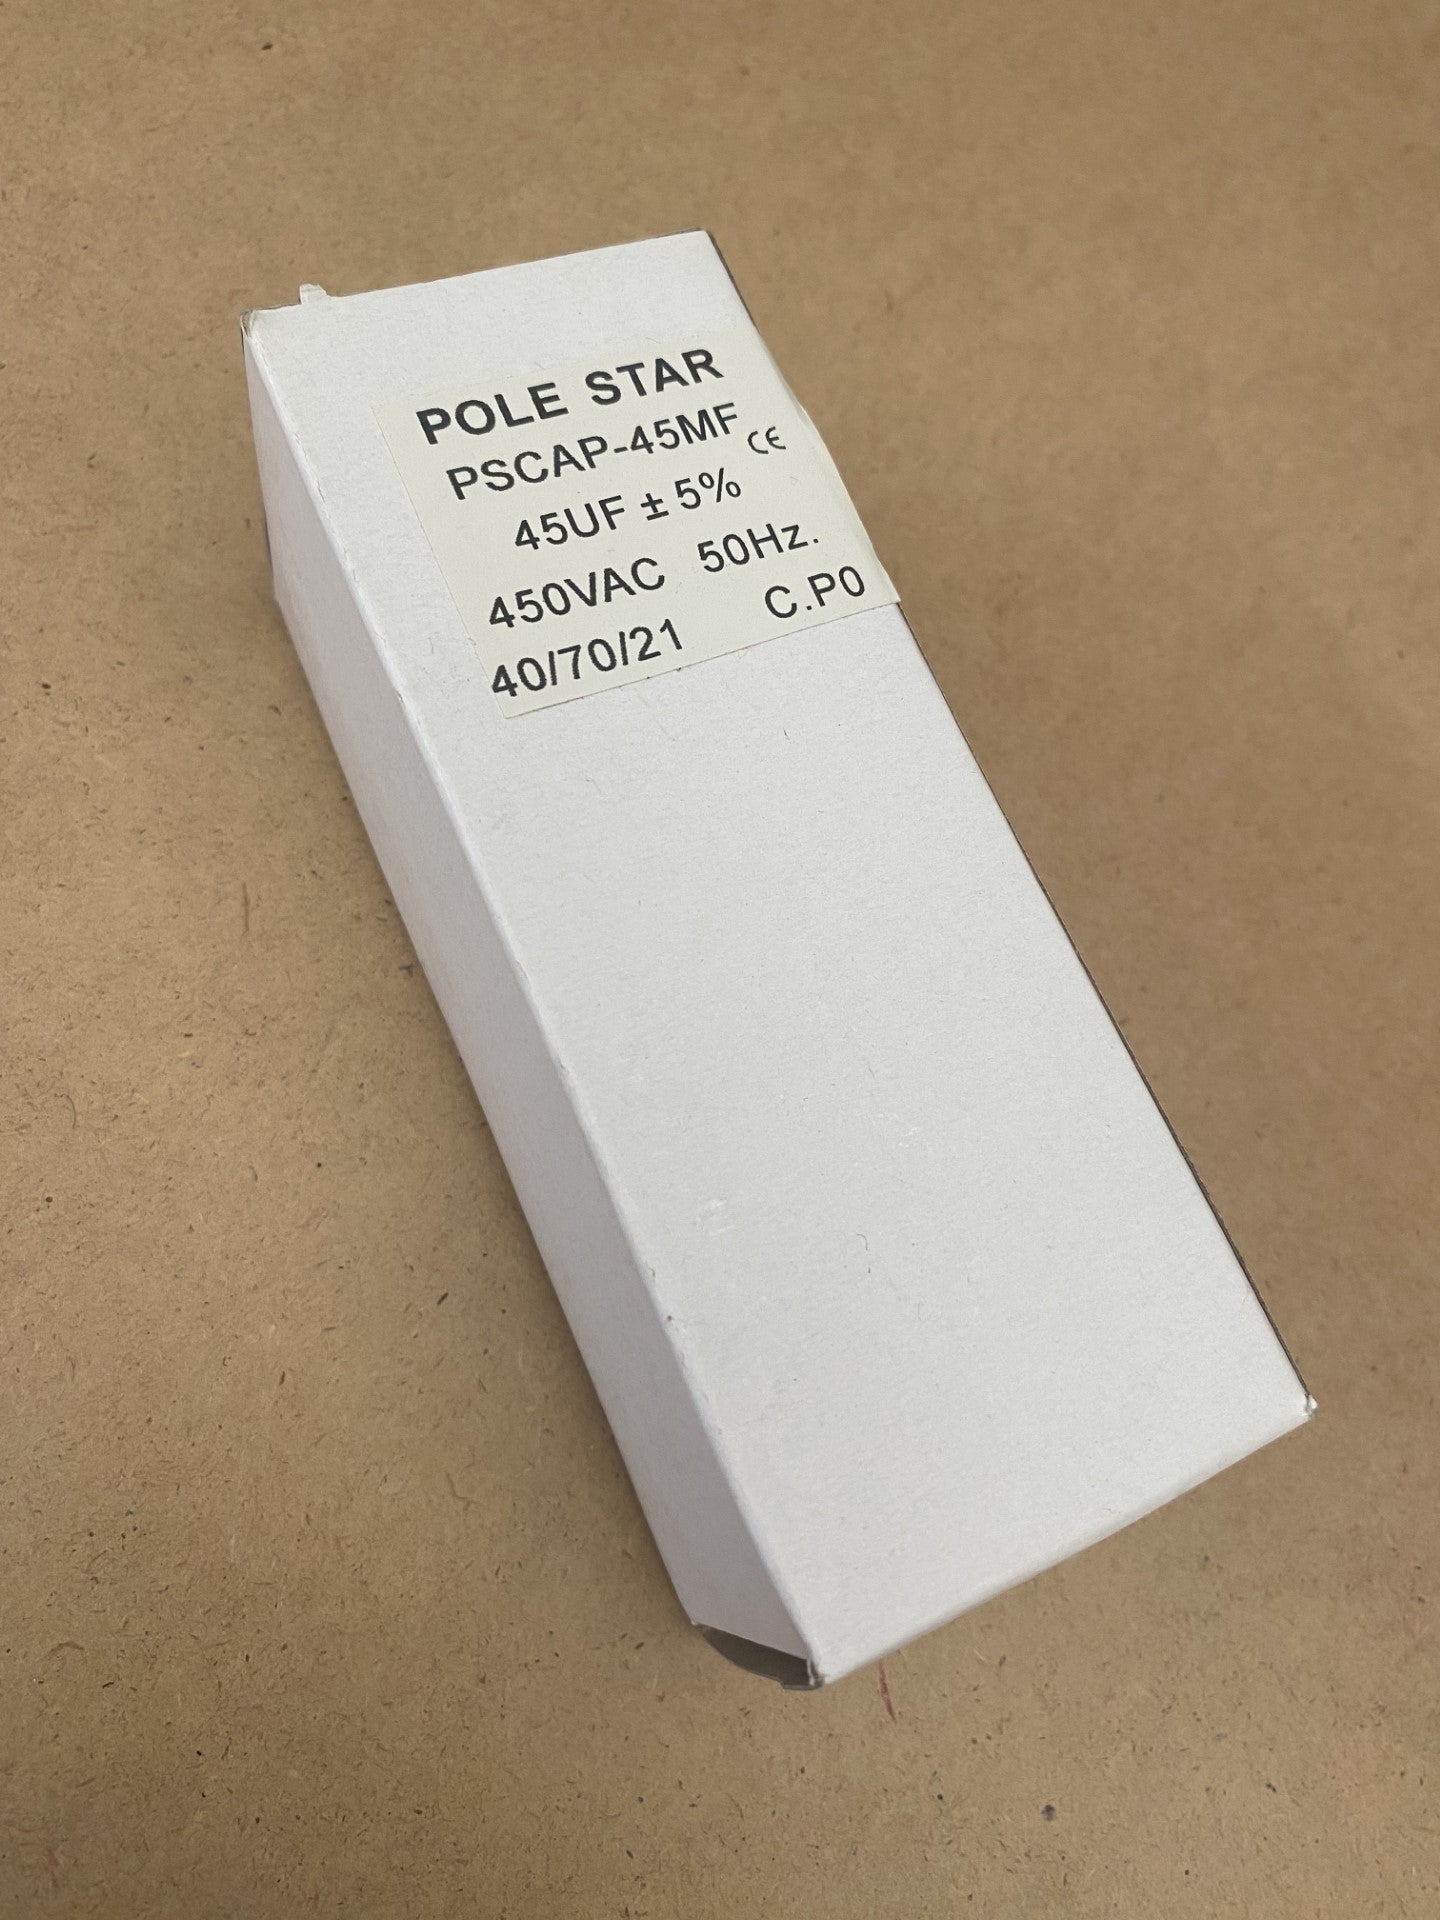 POLE STAR
PSCAP-45MF CE
45UF ± 5%
450VAC 50Hz.
40/70/21 C.P0